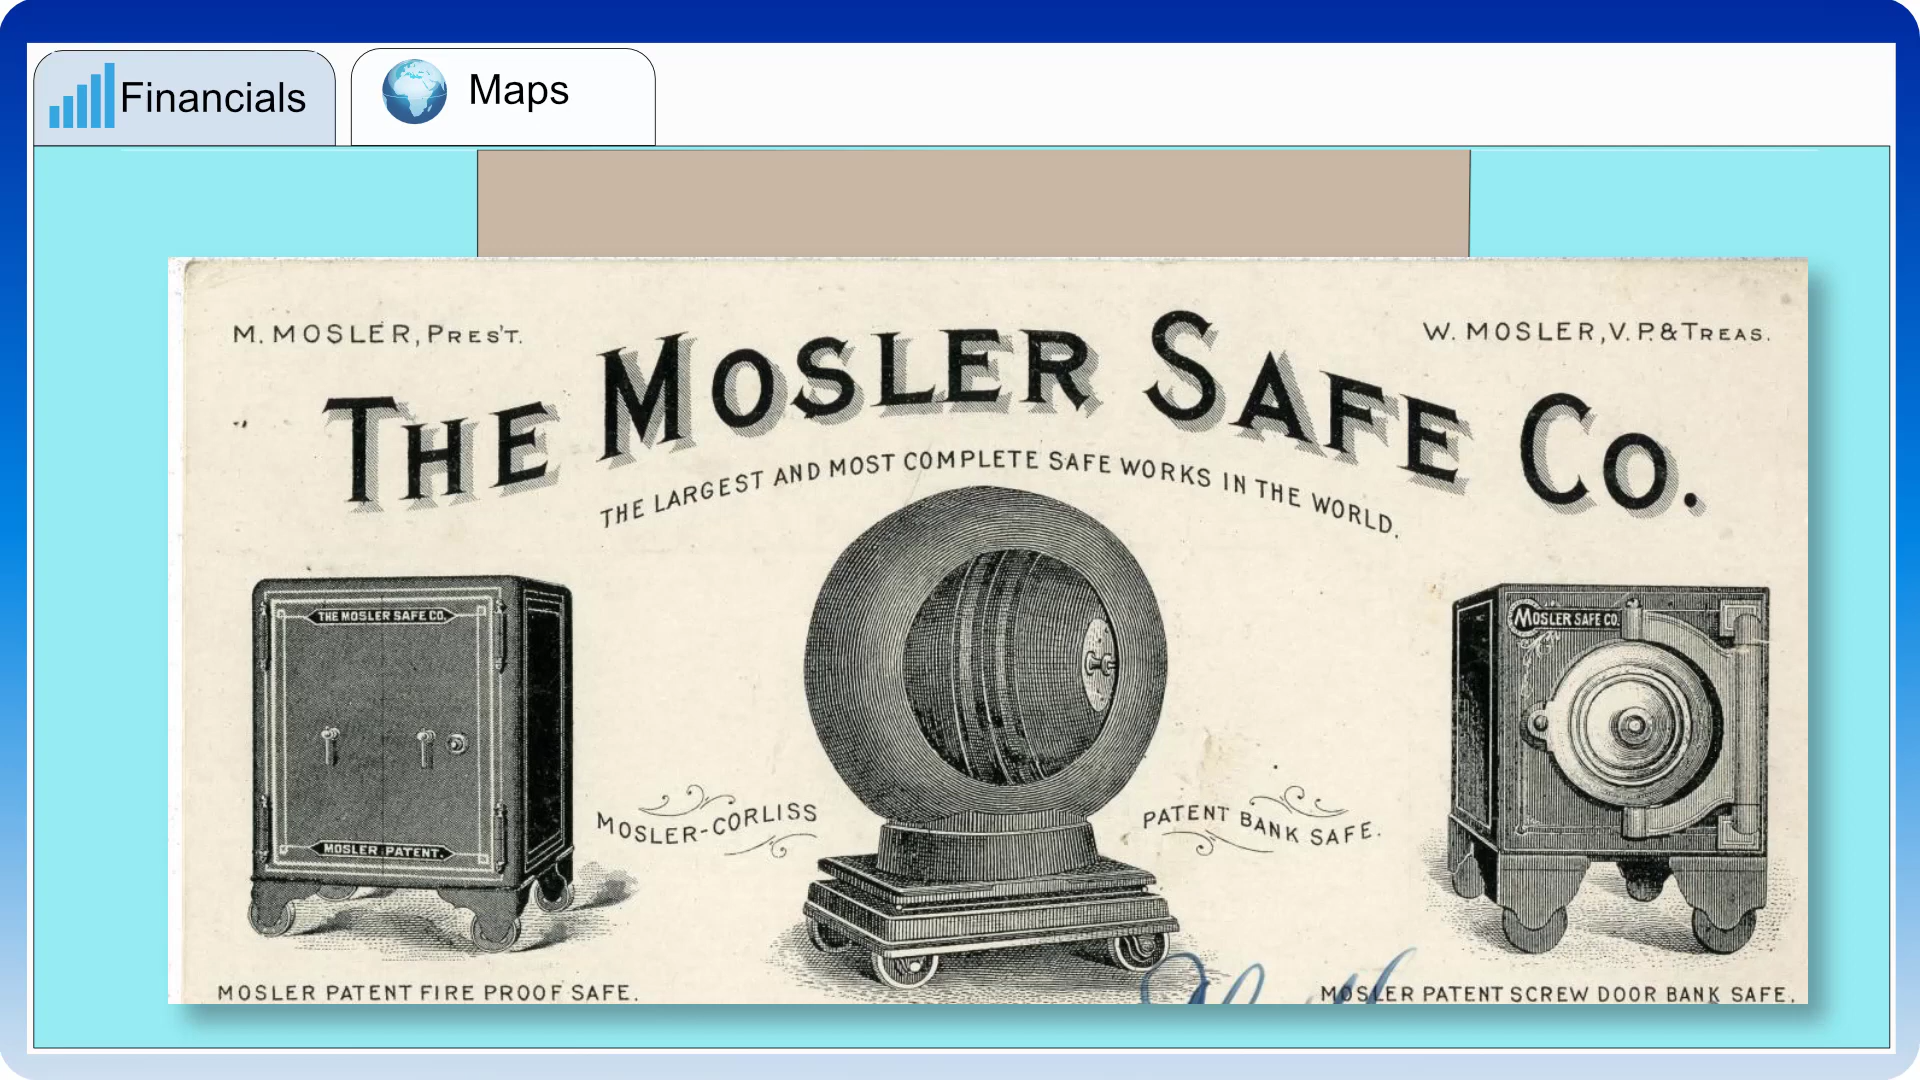 Financials
Maps
M. MOSLER, PRES'T.
W. MOSLER, V. P. & TREAS.
THE MOSLER SAFE CO.
THE LARGEST AND MOST COMPLETE SAFE WORKS IN THE WORLD.
THE MOSLER SAFE CO.
MOSLER SAFE CO.
MOSLER-CORLISS
PATENT BANK SAFE.
MOSLER PATENT.
MOSLER PATENT FIRE PROOF SAFE.
MOSLER PATENT SCREW DOOR BANK SAFE.